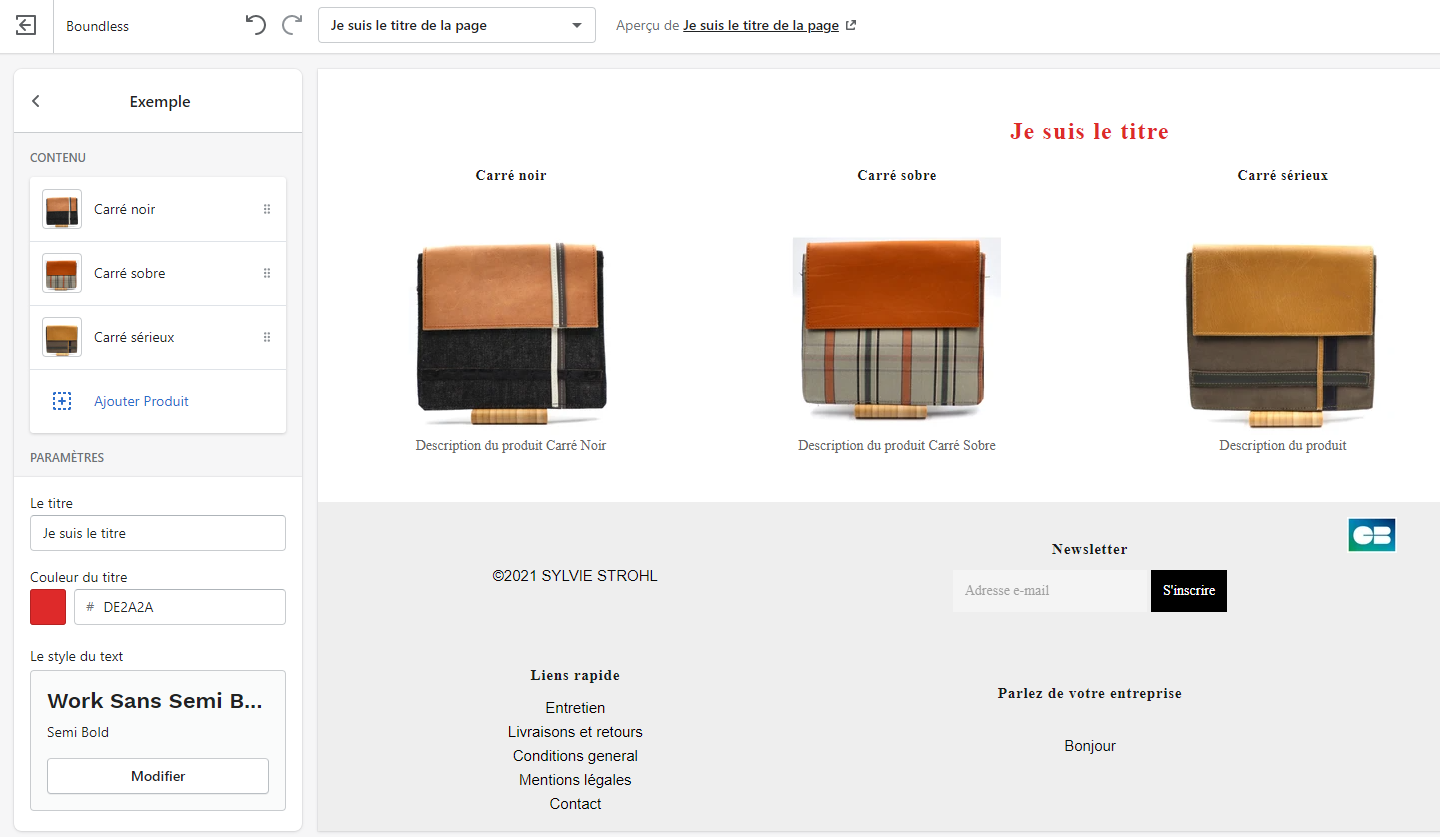 Boundless
Je suis le titre de la page
Aperçu de Je suis le titre de la page
Exemple
CONTENU
Carré noir
Carré sobre
Carré sérieux
Ajouter Produit
PARAMÈTRES
Le titre
Je suis le titre
Couleur du titre
# DE2A2A
Le style du text
Work Sans Semi B...
Semi Bold
Modifier
Je suis le titre
Carré noir
Carré sobre
Carré sérieux
Description du produit Carré Noir
Description du produit Carré Sobre
Description du produit
CB
©2021 SYLVIE STROHL
Newsletter
Adresse e-mail
S'inscrire
Liens rapide
Entretien
Livraisons et retours
Conditions general
Mentions légales
Contact
Parlez de votre entreprise
Bonjour